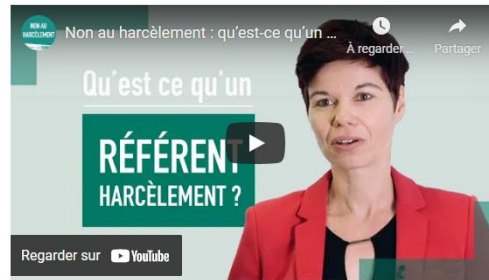 NON AU
HARCÈLEMENT
Non au harcèlement : qu'est-ce qu'un ...
À regarder ...
Partager
Qu'est ce qu'un
RÉFÉRENT
HARCÈLEMENT ?
Regarder sur YouTube